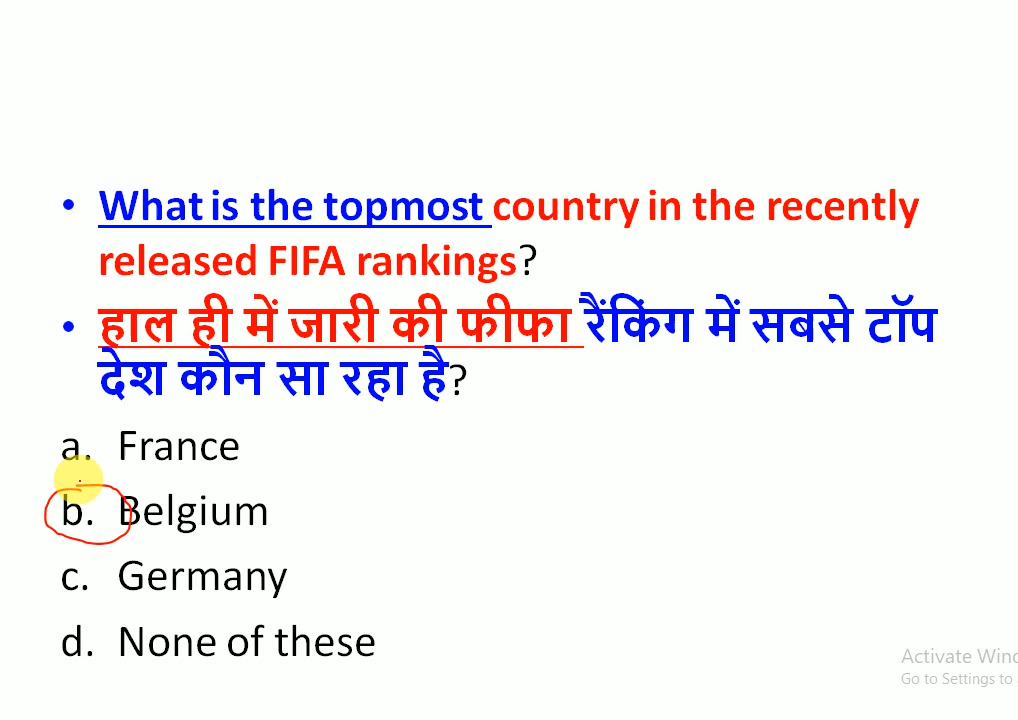 • What is the topmost country in the recently
released FIFA rankings?
• हाल ही में जारी की फीफा रैंकिंग में सबसे टॉप
देश कौन सा रहा है?
a. France
b. Belgium
c. Germany
d. None of these
Activate Winc
Go to Settings to